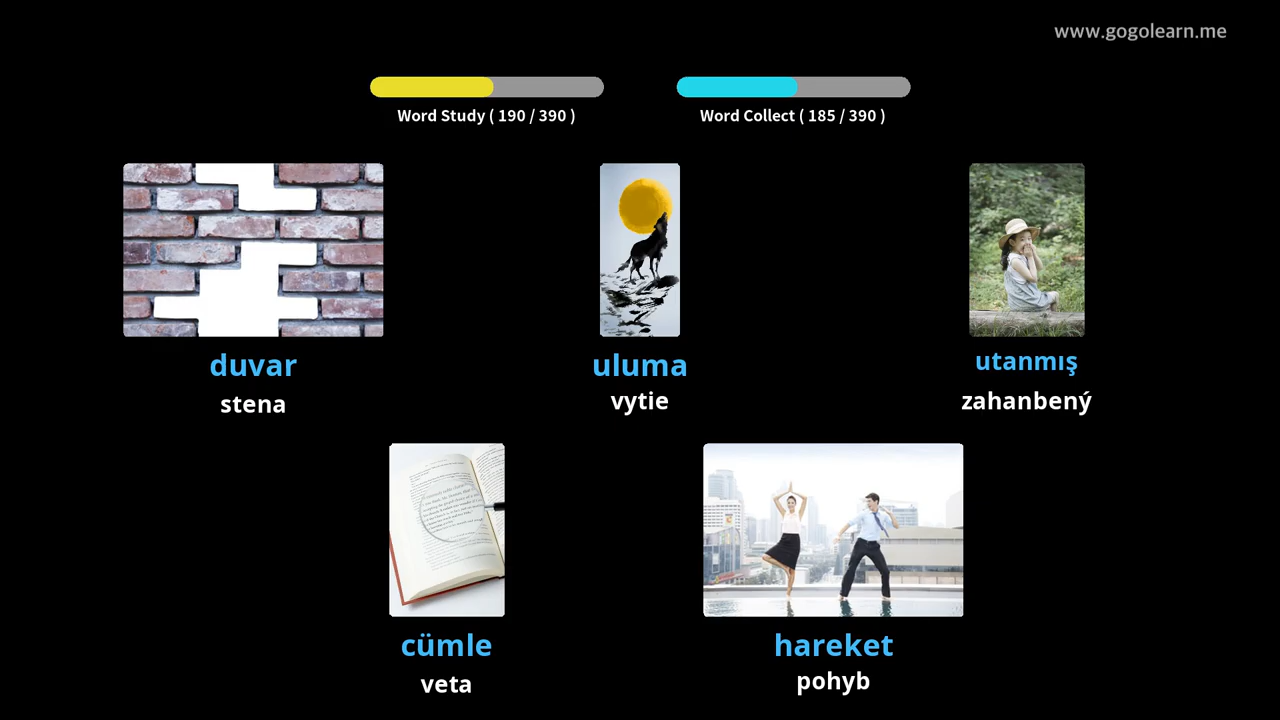 www.gogolearn.me
Word Study ( 190 / 390 )
Word Collect ( 185 / 390 )
duvar
stena
uluma
vytie
utanmış
zahanbený
cümle
veta
hareket
pohyb